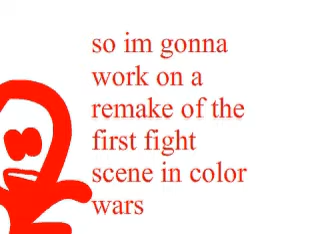 so im gonna
work on a
remake of the
first fight
scene in color
wars